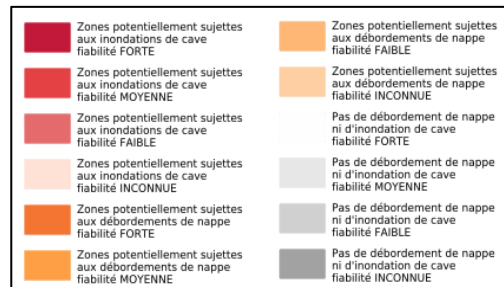 Zones potentiellement sujettes
aux inondations de cave
fiabilité FORTE
Zones potentiellement sujettes
aux inondations de cave
fiabilité MOYENNE
Zones potentiellement sujettes
aux inondations de cave
fiabilité FAIBLE
Zones potentiellement sujettes
aux inondations de cave
fiabilité INCONNUE
Zones potentiellement sujettes
aux débordements de nappe
fiabilité FORTE
Zones potentiellement sujettes
aux débordements de nappe
fiabilité MOYENNE
Zones potentiellement sujettes
aux débordements de nappe
fiabilité FAIBLE
Zones potentiellement sujettes
aux débordements de nappe
fiabilité INCONNUE
Pas de débordement de nappe
ni d'inondation de cave
fiabilité FORTE
Pas de débordement de nappe
ni d'inondation de cave
fiabilité MOYENNE
Pas de débordement de nappe
ni d'inondation de cave
fiabilité FAIBLE
Pas de débordement de nappe
ni d'inondation de cave
fiabilité INCONNUE